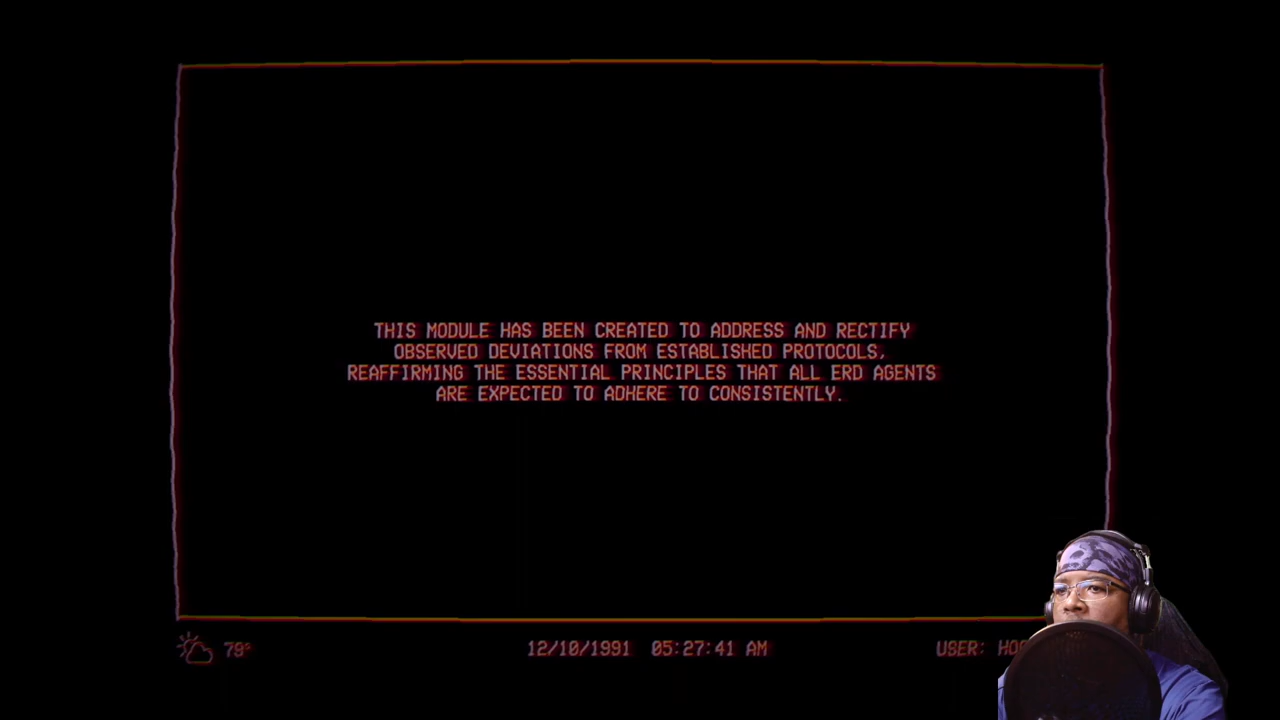 THIS MODULE HAS BEEN CREATED TO ADDRESS AND RECTIFY
OBSERVED DEVIATIONS FROM ESTABLISHED PROTOCOLS,
REAFFIRMING THE ESSENTIAL PRINCIPLES THAT ALL ERD AGENTS
ARE EXPECTED TO ADHERE TO CONSISTENTLY.
79° 12/10/1991 05:27:41 AM USER: